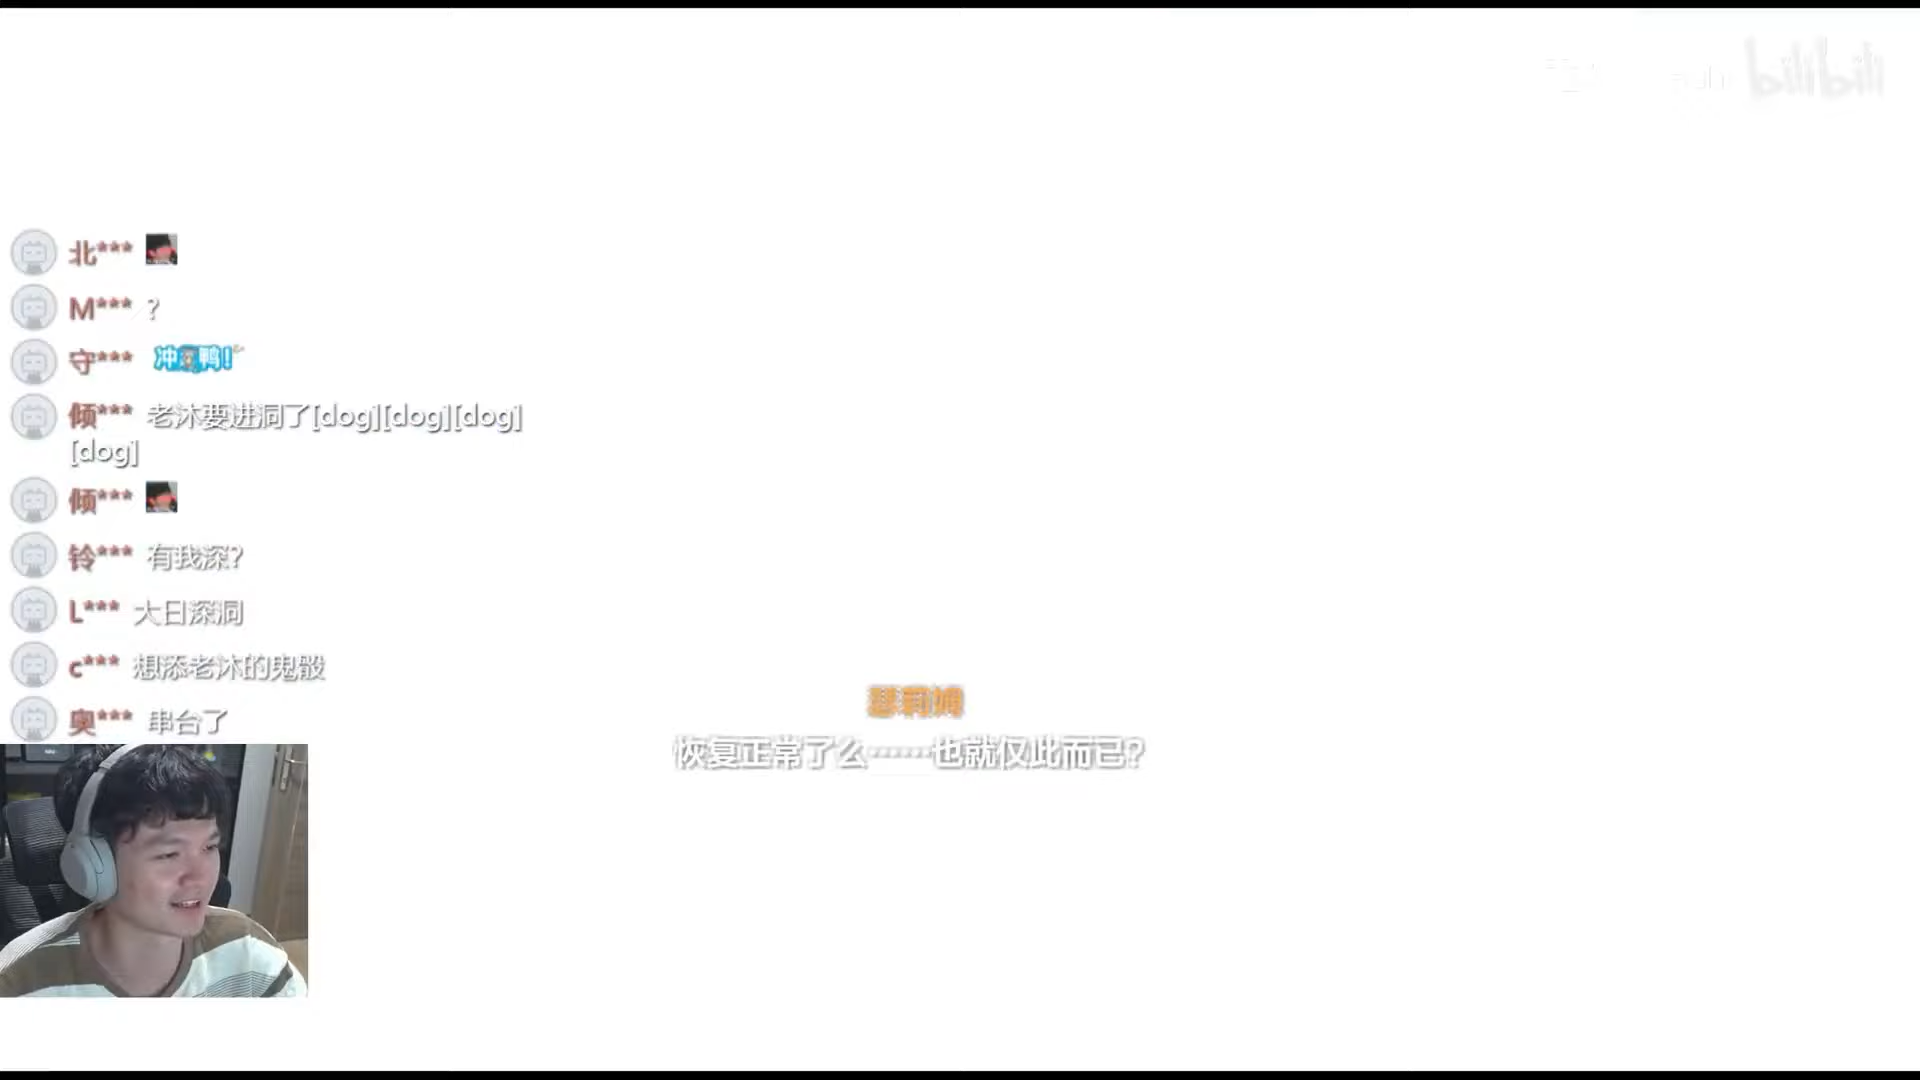 bilibili
北***
M*** ?
守*** 冲鸭!
倾*** 老沐要进洞了[dog][dog][dog]
[dog]
倾***
铃*** 有我深?
L*** 大日深洞
c*** 想添老沐的鬼骰
奥*** 串台了
瑟莉姆
恢复正常了么……也就仅此而已?